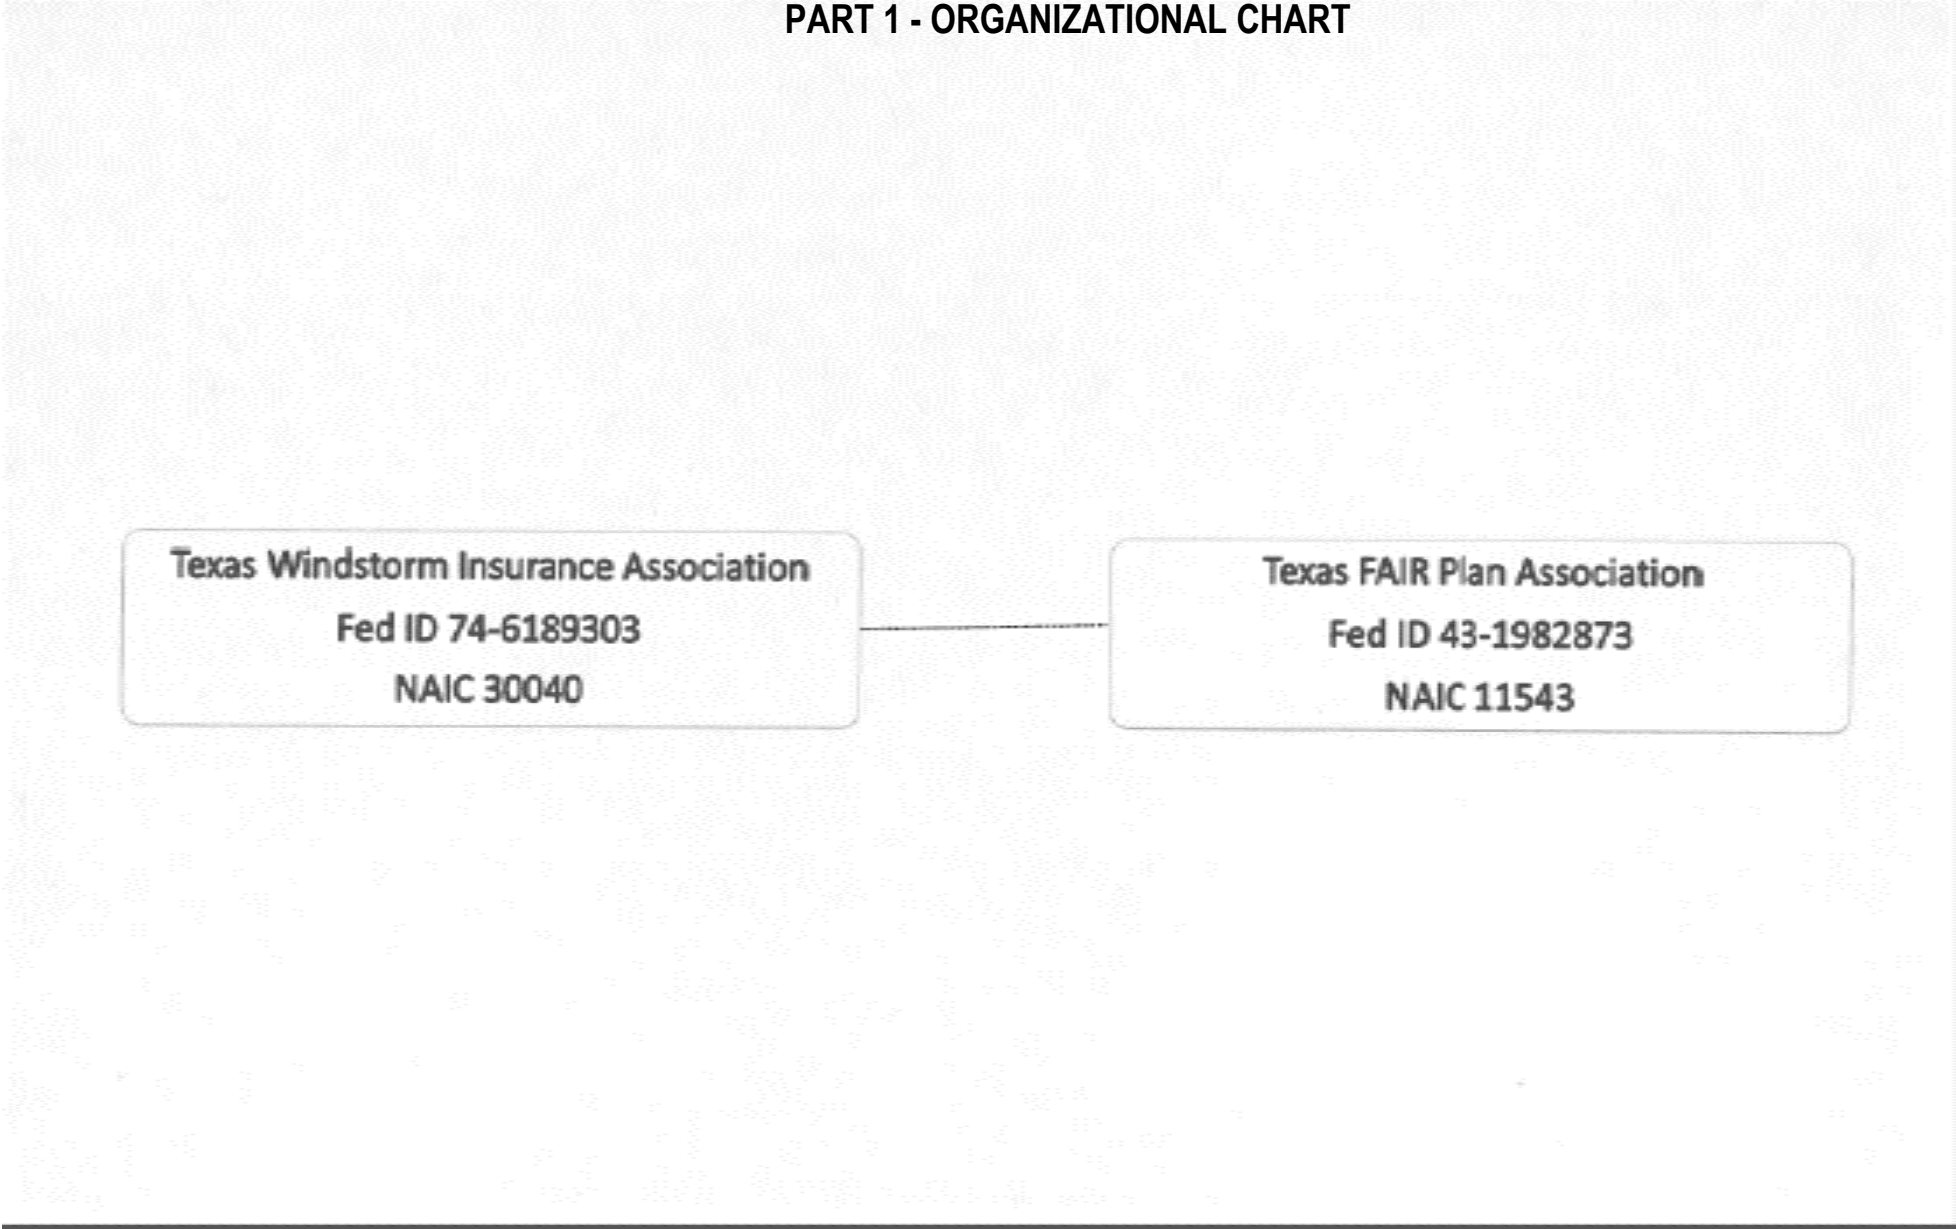 PART 1 - ORGANIZATIONAL CHART
Texas Windstorm Insurance Association
Fed ID 74-6189303
NAIC 30040
Texas FAIR Plan Association
Fed ID 43-1982873
NAIC 11543